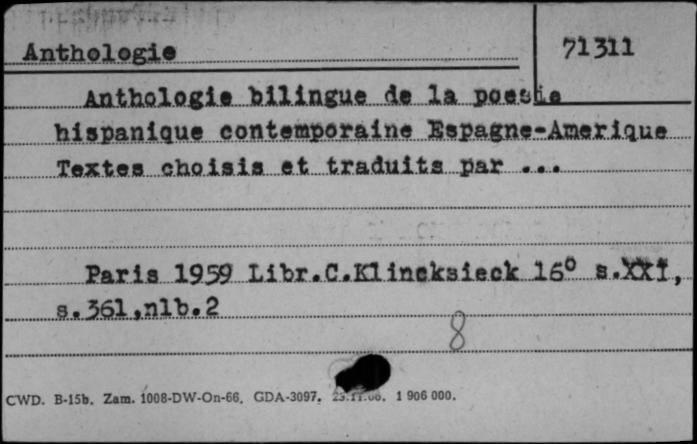 Anthologie
71311
Anthologie bilingue de la poesie
hispanique contemporaine Espagne-Amerique
Textes choisis et traduits par ...
Paris 1959 Libr.C.Klincksieck 16° s.XXI,
s.361,nlb.2
8
CWD. B-15b. Zam. 1008-DW-On-66. GDA-3097. 1 906 000.